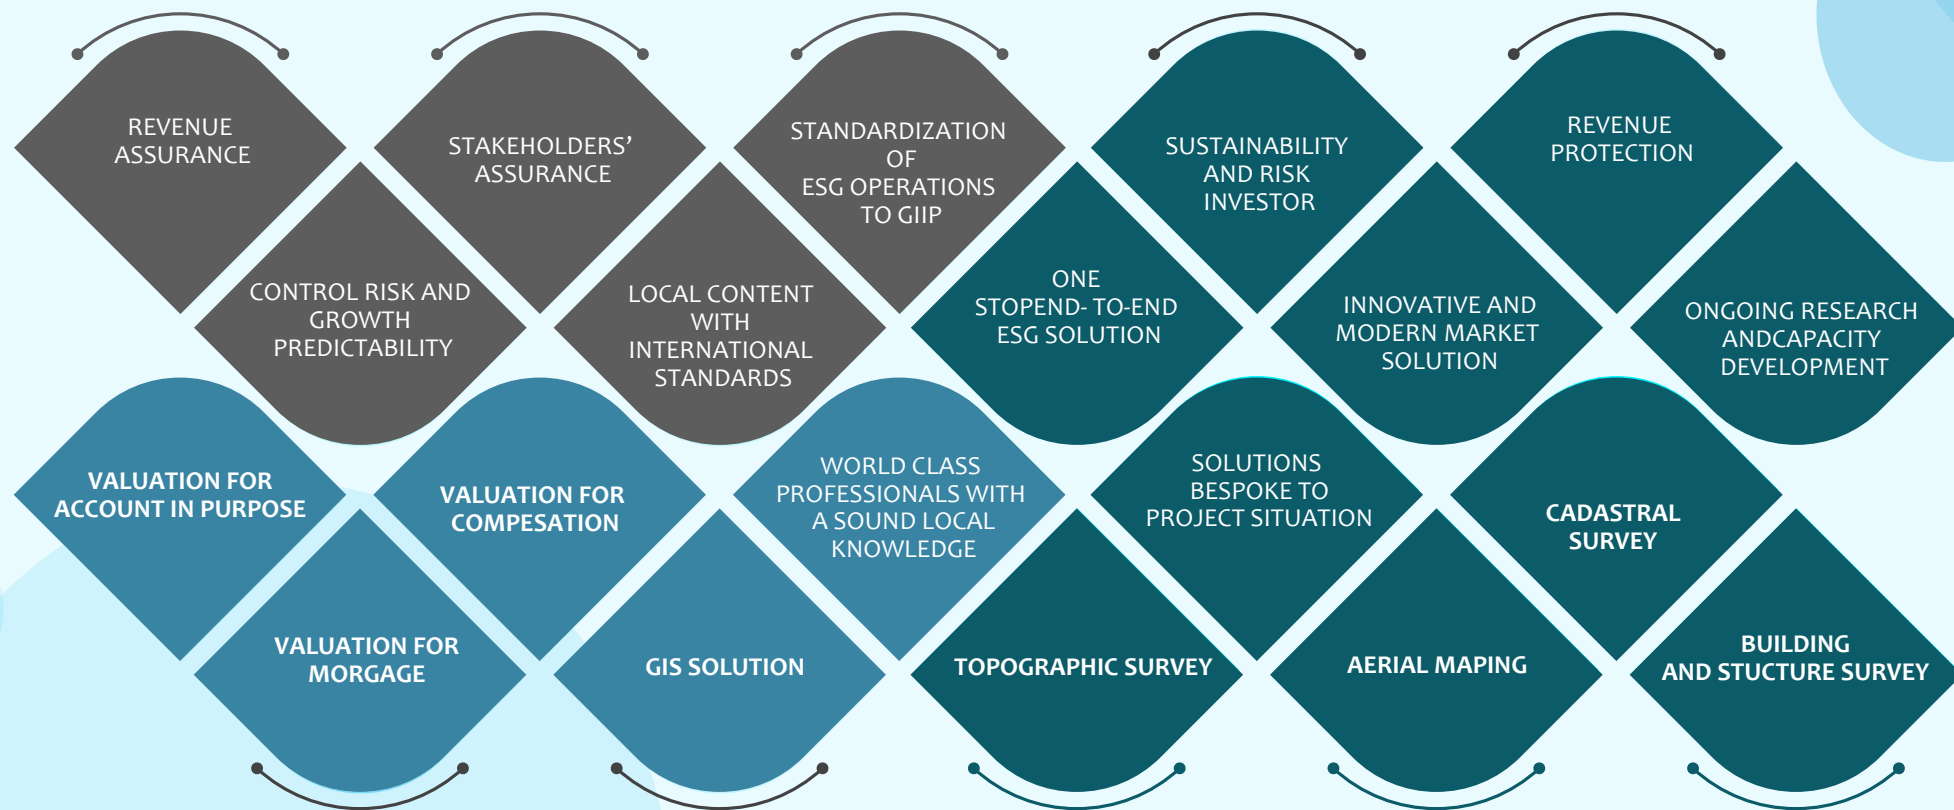 REVENUE
ASSURANCE
STAKEHOLDERS’
ASSURANCE
STANDARDIZATION
OF
ESG OPERATIONS
TO GIIP
SUSTAINABILITY
AND RISK
INVESTOR
REVENUE
PROTECTION
CONTROL RISK AND
GROWTH
PREDICTABILITY
LOCAL CONTENT
WITH
INTERNATIONAL
STANDARDS
ONE
STOPEND- TO-END
ESG SOLUTION
INNOVATIVE AND
MODERN MARKET
SOLUTION
ONGOING RESEARCH
ANDCAPACITY
DEVELOPMENT
VALUATION FOR
ACCOUNT IN PURPOSE
VALUATION FOR
COMPESATION
WORLD CLASS
PROFESSIONALS WITH
A SOUND LOCAL
KNOWLEDGE
SOLUTIONS
BESPOKE TO
PROJECT SITUATION
CADASTRAL
SURVEY
VALUATION FOR
MORGAGE
GIS SOLUTION
TOPOGRAPHIC SURVEY
AERIAL MAPING
BUILDING
AND STUCTURE SURVEY